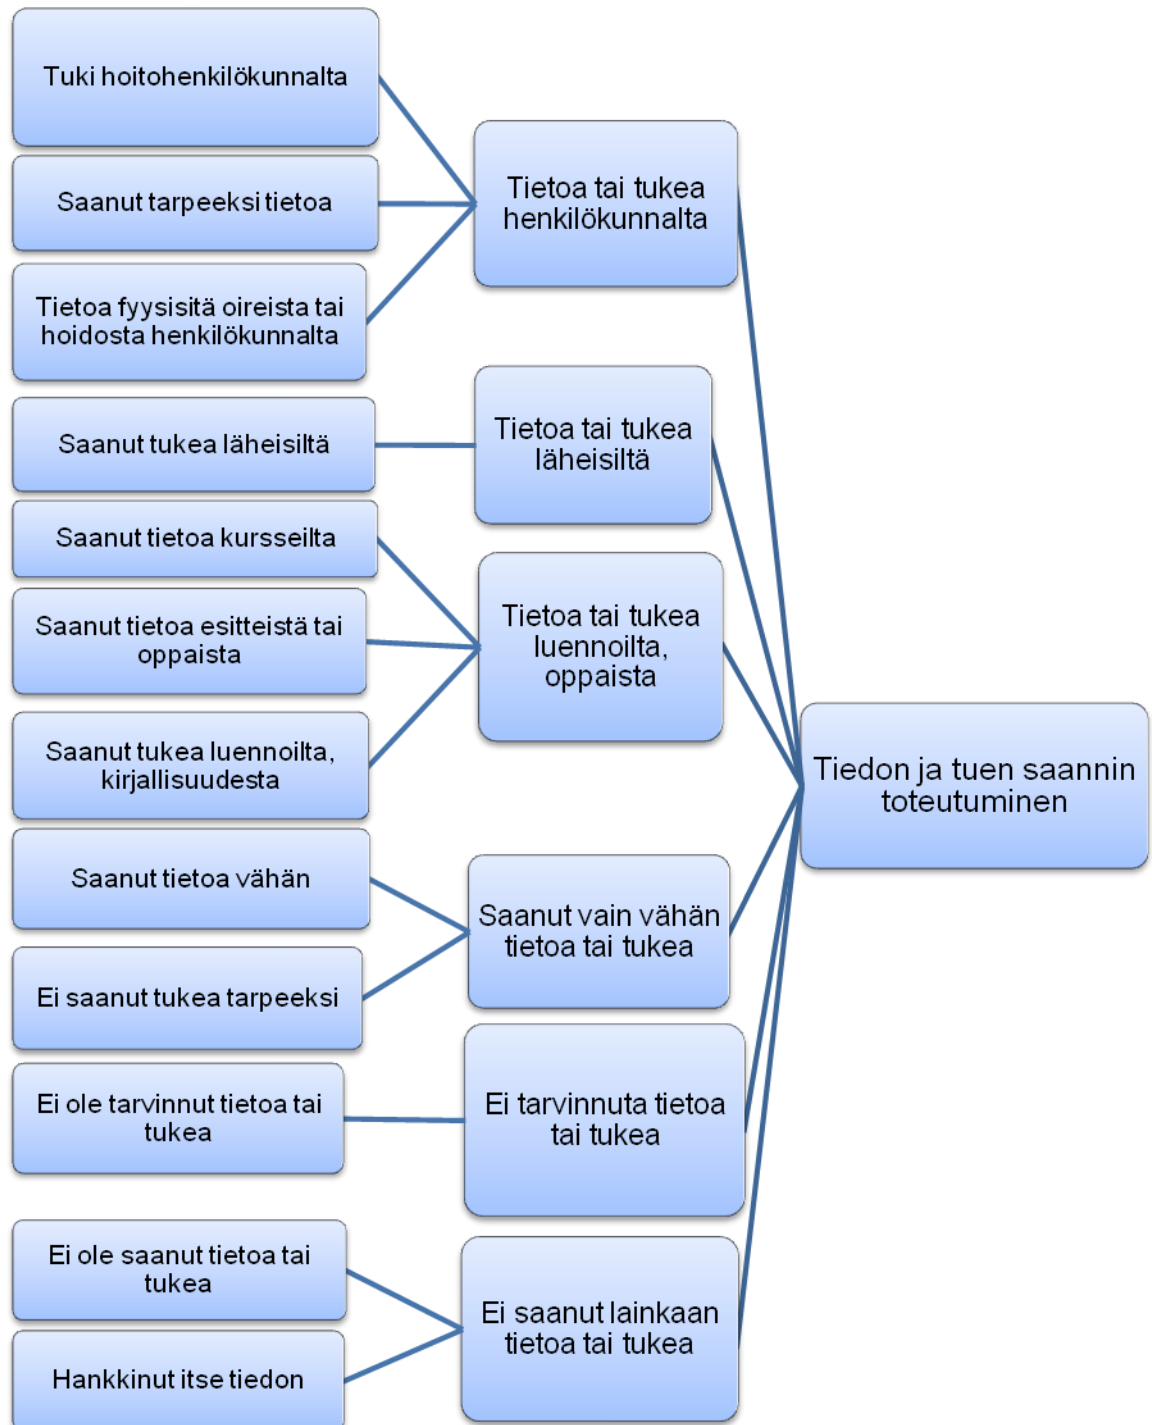 Tuki hoitohenkilökunnalta
Saanut tarpeeksi tietoa
Tietoa fyysisitä oireista tai
hoidosta henkilökunnalta
Tietoa tai tukea
henkilökunnalta
Saanut tukea läheisiltä
Tietoa tai tukea
läheisiltä
Saanut tietoa kursseilta
Saanut tietoa esitteistä tai
oppaista
Saanut tukea luennoilta,
kirjallisuudesta
Tietoa tai tukea
luennoilta,
oppaista
Saanut tietoa vähän
Ei saanut tukea tarpeeksi
Saanut vain vähän
tietoa tai tukea
Ei ole tarvinnut tietoa tai
tukea
Ei tarvinnuta tietoa
tai tukea
Ei ole saanut tietoa tai
tukea
Hankkinut itse tiedon
Ei saanut lainkaan
tietoa tai tukea
Tiedon ja tuen saannin
toteutuminen